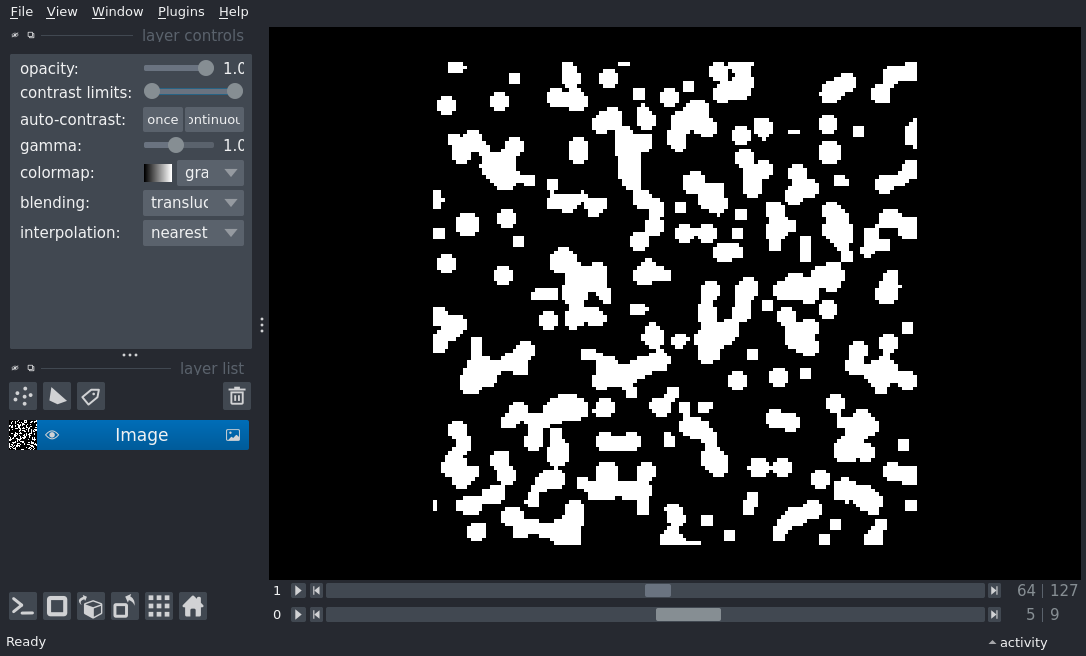 File View Window Plugins Help
layer controls
opacity: 1.0
contrast limits:
auto-contrast: once ontinuou
gamma: 1.0
colormap: gra
blending: transluc
interpolation: nearest
layer list
Image
1 64 127
0 5 9
Ready activity